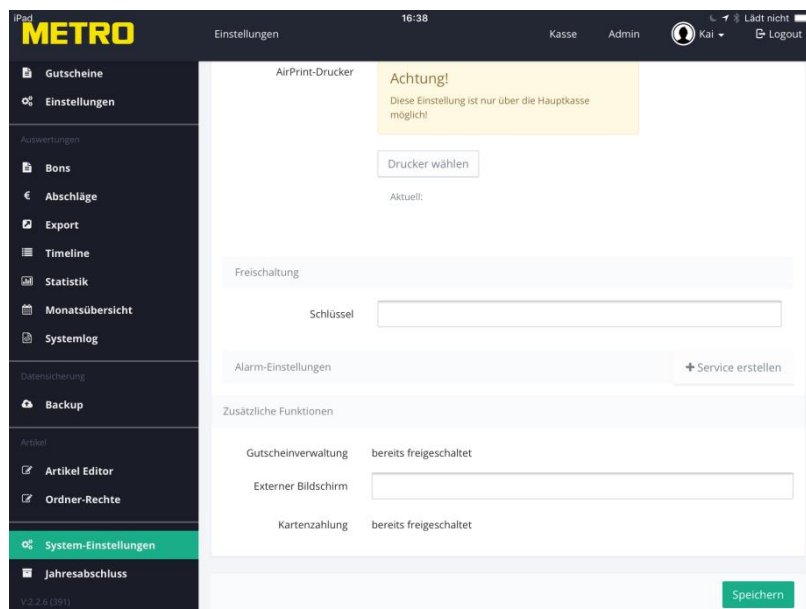 iPad
16:38
Lädt nicht
METRO
Einstellungen
Kasse
Admin
Kai
Logout
Gutscheine
Einstellungen
Auswertungen
Bons
Abschläge
Export
Timeline
Statistik
Monatsübersicht
Systemlog
Datensicherung
Backup
Artikel
Artikel Editor
Ordner-Rechte
System-Einstellungen
Jahresabschluss
V:2.2.6 (391)
AirPrint-Drucker
Achtung!
Diese Einstellung ist nur über die Hauptkasse
möglich!
Drucker wählen
Aktuell:
Freischaltung
Schlüssel
Alarm-Einstellungen
+ Service erstellen
Zusätzliche Funktionen
Gutscheinverwaltung bereits freigeschaltet
Externer Bildschirm
Kartenzahlung bereits freigeschaltet
Speichern